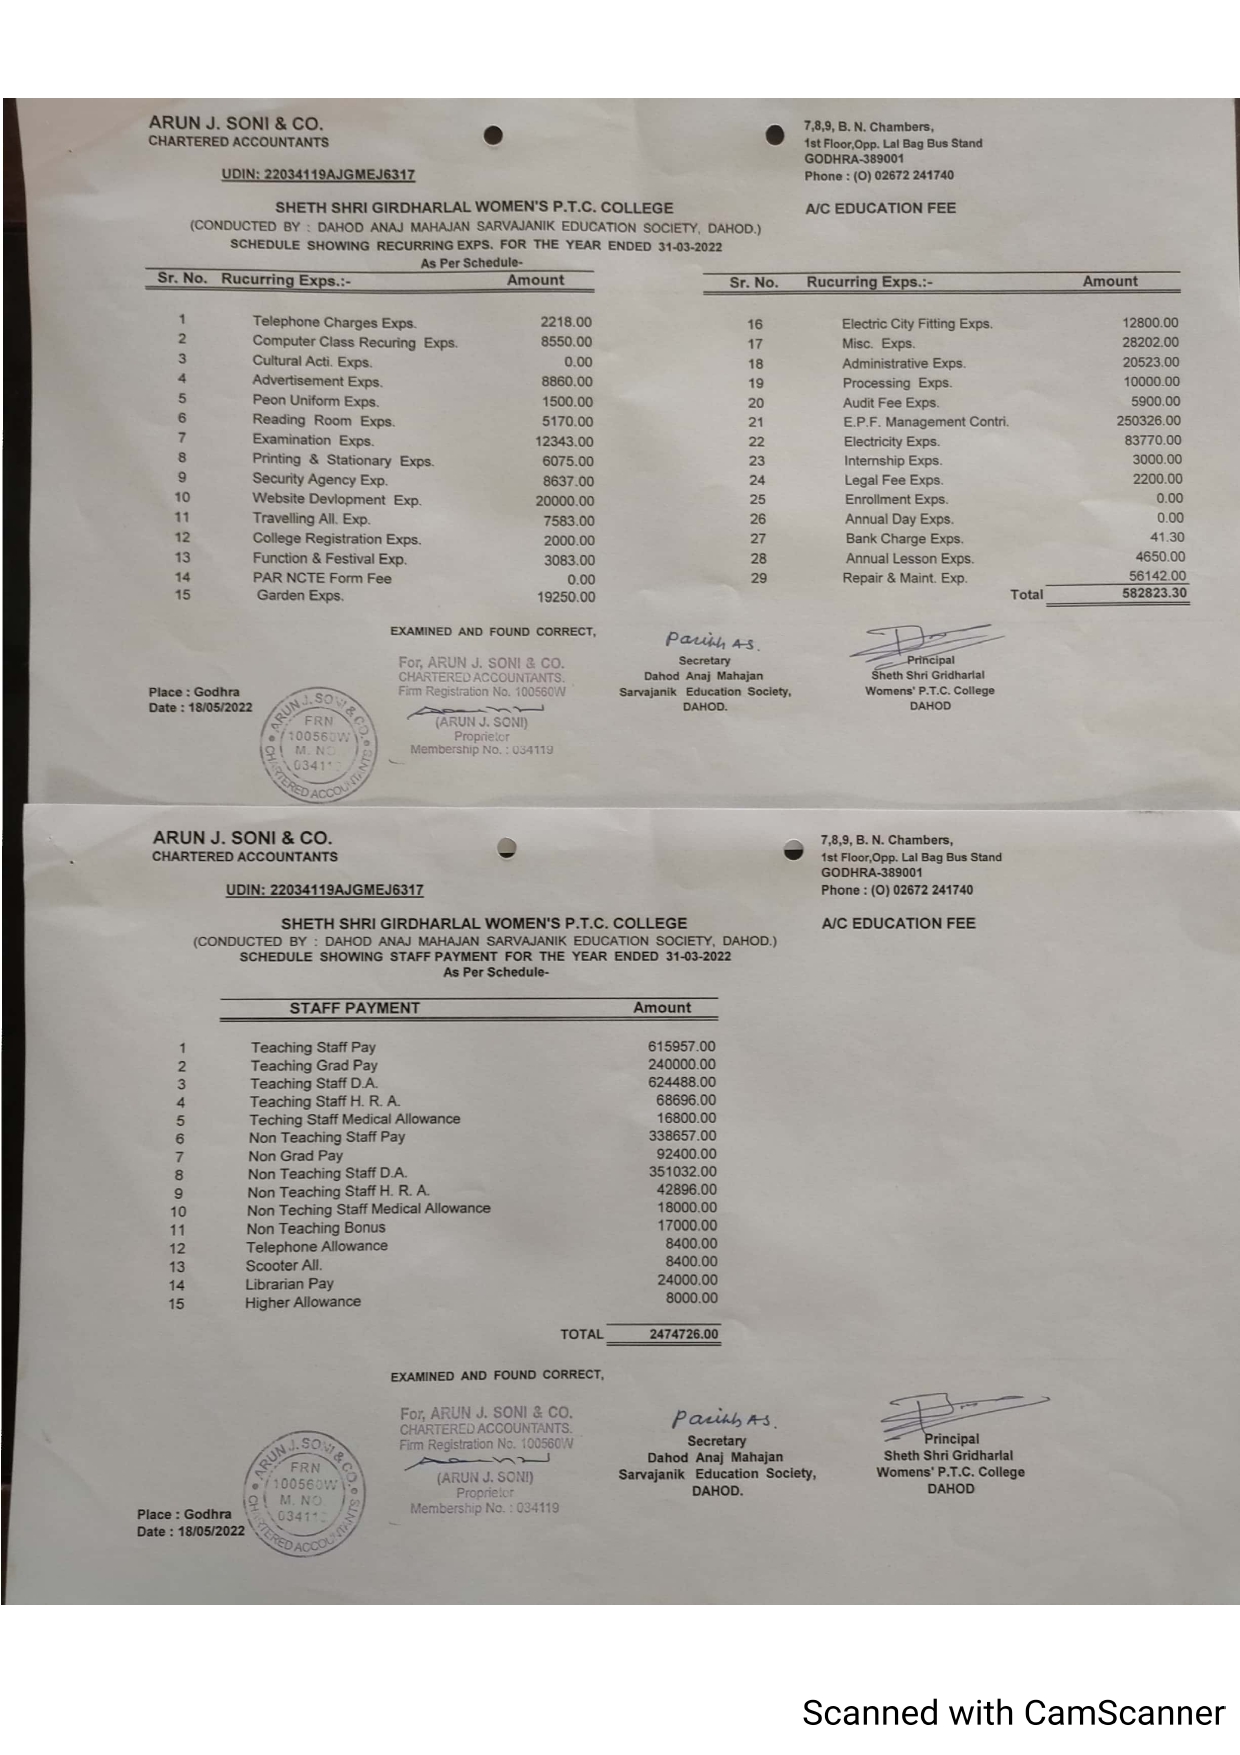 ARUN J. SONI & CO.
CHARTERED ACCOUNTANTS
7,8,9, B. N. Chambers,
1st Floor,Opp. Lal Bag Bus Stand
GODHRA-389001
Phone : (O) 02672 241740
UDIN: 22034119AJGMEJ6317
SHETH SHRI GIRDHARLAL WOMEN'S P.T.C. COLLEGE A/C EDUCATION FEE
(CONDUCTED BY : DAHOD ANAJ MAHAJAN SARVAJANIK EDUCATION SOCIETY, DAHOD.)
SCHEDULE SHOWING RECURRING EXPS. FOR THE YEAR ENDED 31-03-2022
As Per Schedule-
Sr. No. Rucurring Exps.:- Amount
1 Telephone Charges Exps. 2218.00
2 Computer Class Recuring Exps. 8550.00
3 Cultural Acti. Exps. 0.00
4 Advertisement Exps. 8860.00
5 Peon Uniform Exps. 1500.00
6 Reading Room Exps. 5170.00
7 Examination Exps. 12343.00
8 Printing & Stationary Exps. 6075.00
9 Security Agency Exp. 8637.00
10 Website Devlopment Exp. 20000.00
11 Travelling All. Exp. 7583.00
12 College Registration Exps. 2000.00
13 Function & Festival Exp. 3083.00
14 PAR NCTE Form Fee 0.00
15 Garden Exps. 19250.00
Sr. No. Rucurring Exps.:- Amount
16 Electric City Fitting Exps. 12800.00
17 Misc. Exps. 28202.00
18 Administrative Exps. 20523.00
19 Processing Exps. 10000.00
20 Audit Fee Exps. 5900.00
21 E.P.F. Management Contri. 250326.00
22 Electricity Exps. 83770.00
23 Internship Exps. 3000.00
24 Legal Fee Exps. 2200.00
25 Enrollment Exps. 0.00
26 Annual Day Exps. 0.00
27 Bank Charge Exps. 41.30
28 Annual Lesson Exps. 4650.00
29 Repair & Maint. Exp. 56142.00
Total 582823.30
EXAMINED AND FOUND CORRECT,
For, ARUN J. SONI & CO.
CHARTERED ACCOUNTANTS.
Firm Registration No. 100560W
(ARUN J. SONI)
Proprietor
Membership No. : 034119
Place : Godhra
Date : 18/05/2022
ARUN J. SONI & CO.
CHARTERED ACCOUNTANTS
FRN
100560W
M. NO
Parikh A S.
Secretary
Dahod Anaj Mahajan
Sarvajanik Education Society,
DAHOD.
Principal
Sheth Shri Gridharlal
Womens' P.T.C. College
DAHOD
ARUN J. SONI & CO.
CHARTERED ACCOUNTANTS
7,8,9, B. N. Chambers,
1st Floor,Opp. Lal Bag Bus Stand
GODHRA-389001
Phone : (O) 02672 241740
UDIN: 22034119AJGMEJ6317
SHETH SHRI GIRDHARLAL WOMEN'S P.T.C. COLLEGE A/C EDUCATION FEE
(CONDUCTED BY : DAHOD ANAJ MAHAJAN SARVAJANIK EDUCATION SOCIETY, DAHOD.)
SCHEDULE SHOWING STAFF PAYMENT FOR THE YEAR ENDED 31-03-2022
As Per Schedule-
STAFF PAYMENT Amount
1 Teaching Staff Pay 615957.00
2 Teaching Grad Pay 240000.00
3 Teaching Staff D.A. 624488.00
4 Teaching Staff H. R. A. 68696.00
5 Teching Staff Medical Allowance 16800.00
6 Non Teaching Staff Pay 338657.00
7 Non Grad Pay 92400.00
8 Non Teaching Staff D.A. 351032.00
9 Non Teaching Staff H. R. A. 42896.00
10 Non Teching Staff Medical Allowance 18000.00
11 Non Teaching Bonus 17000.00
12 Telephone Allowance 8400.00
13 Scooter All. 8400.00
14 Librarian Pay 24000.00
15 Higher Allowance 8000.00
TOTAL 2474726.00
EXAMINED AND FOUND CORRECT,
For, ARUN J. SONI & CO.
CHARTERED ACCOUNTANTS.
Firm Registration No. 100560W
(ARUN J. SONI)
Proprietor
Membership No. : 034119
Place : Godhra
Date : 18/05/2022
ARUN J. SONI & CO.
CHARTERED ACCOUNTANTS
FRN
100560W
M. NO
Parikh A S.
Secretary
Dahod Anaj Mahajan
Sarvajanik Education Society,
DAHOD.
Principal
Sheth Shri Gridharlal
Womens' P.T.C. College
DAHOD
Scanned with CamScanner